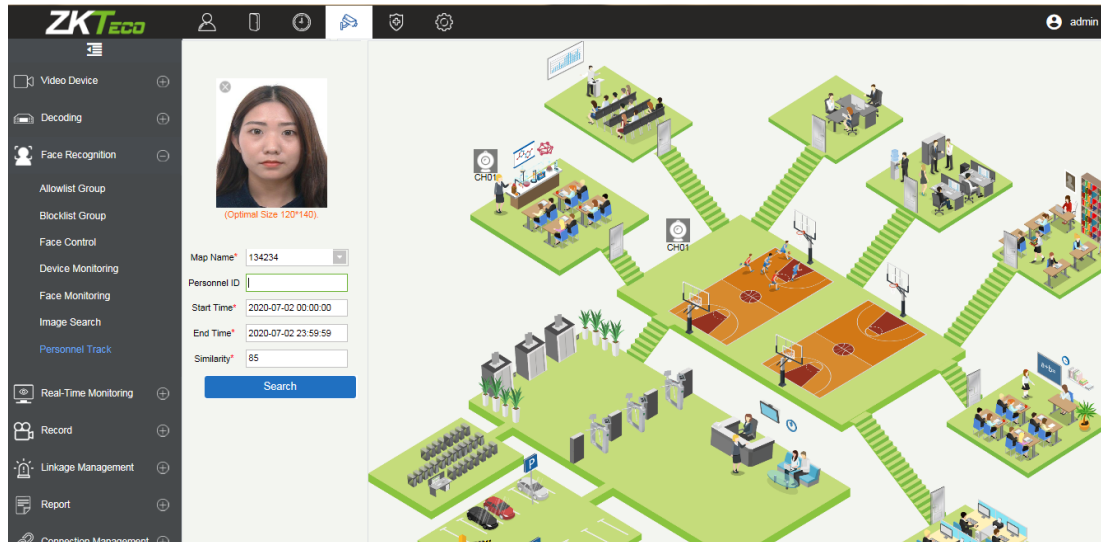 ZKTECO
admin
Video Device
Decoding
Face Recognition
Allowlist Group
Blocklist Group
Face Control
Device Monitoring
Face Monitoring
Image Search
Personnel Track
Real-Time Monitoring
Record
Linkage Management
Report
Connection Management
(Optimal Size 120*140).
Map Name* 134234
Personnel ID
Start Time* 2020-07-02 00:00:00
End Time* 2020-07-02 23:59:59
Similarity* 85
Search
CH01
CH01
P